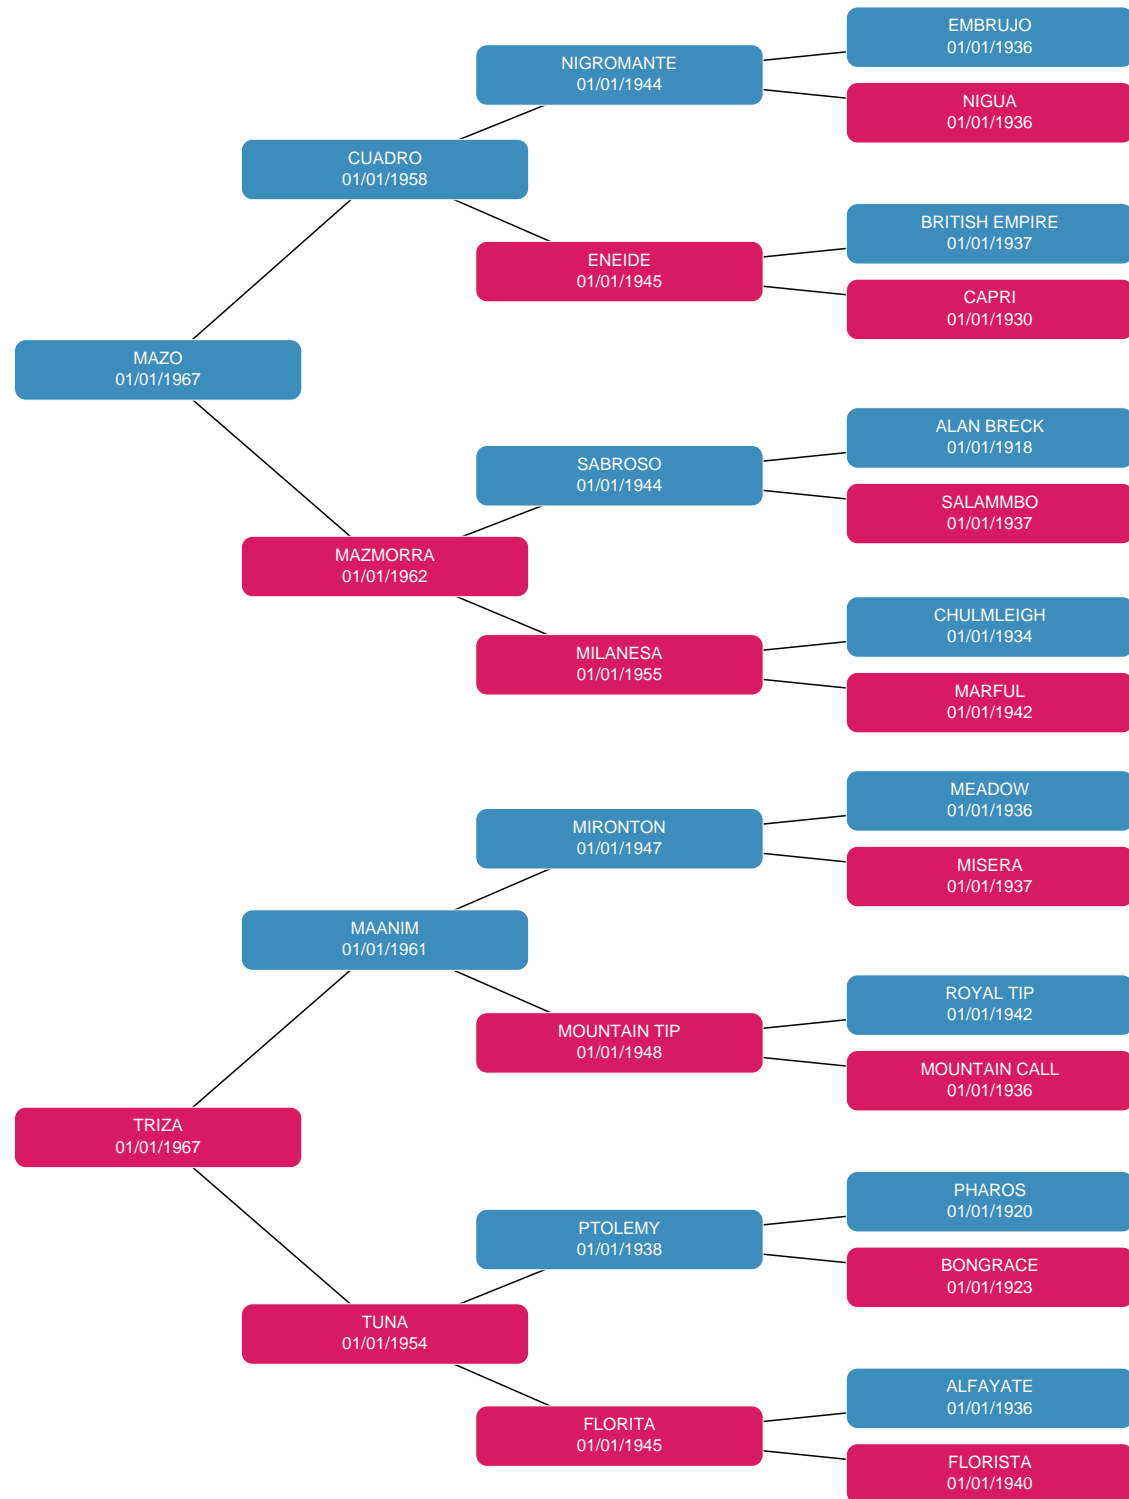 EMBRUJO
01/01/1936
NIGROMANTE
01/01/1944
NIGUA
01/01/1936
CUADRO
01/01/1958
BRITISH EMPIRE
01/01/1937
ENEIDE
01/01/1945
CAPRI
01/01/1930
MAZO
01/01/1967
ALAN BRECK
01/01/1918
SABROSO
01/01/1944
SALAMMBO
01/01/1937
MAZMORRA
01/01/1962
CHULMLEIGH
01/01/1934
MILANESA
01/01/1955
MARFUL
01/01/1942
MEADOW
01/01/1936
MIRONTON
01/01/1947
MISERA
01/01/1937
MAANIM
01/01/1961
ROYAL TIP
01/01/1942
MOUNTAIN TIP
01/01/1948
MOUNTAIN CALL
01/01/1936
TRIZA
01/01/1967
PHAROS
01/01/1920
PTOLEMY
01/01/1938
BONGRACE
01/01/1923
TUNA
01/01/1954
ALFAYATE
01/01/1936
FLORITA
01/01/1945
FLORISTA
01/01/1940